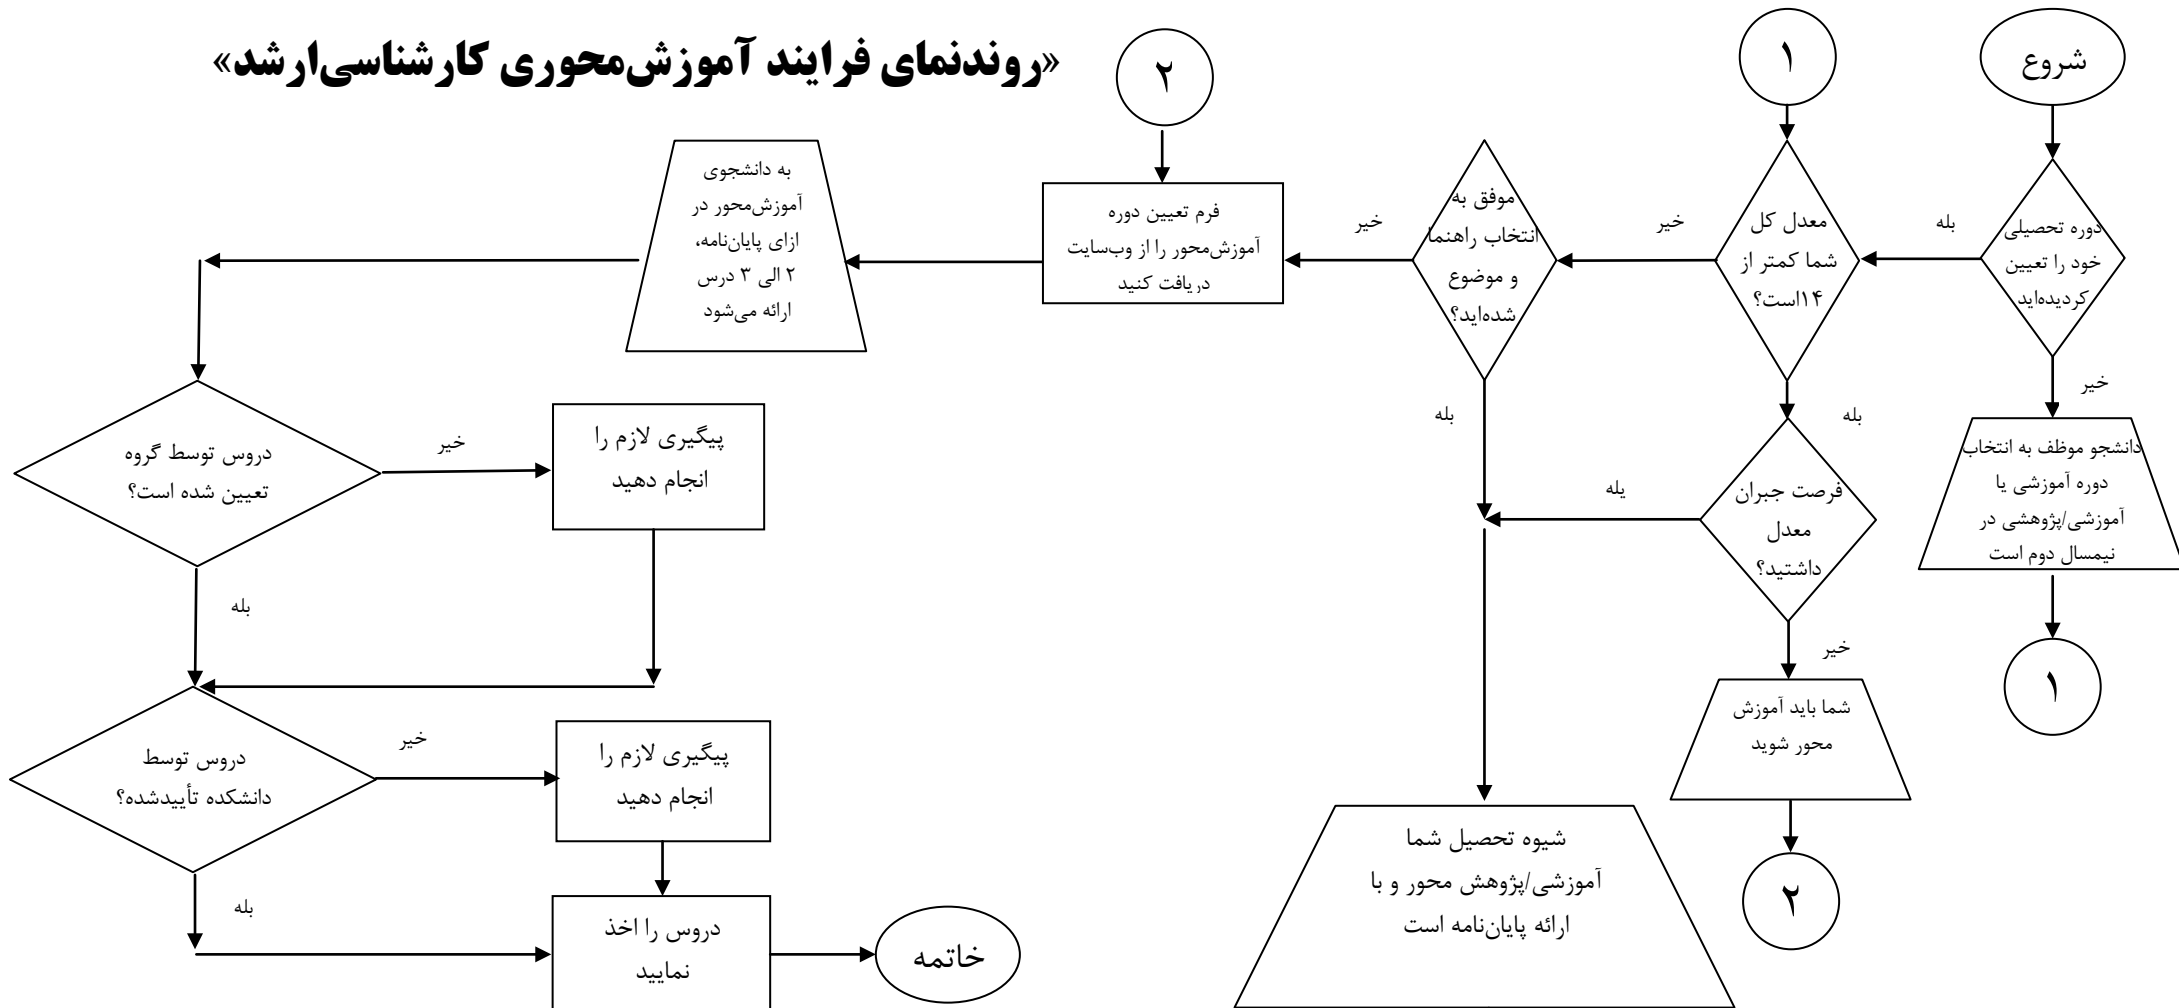 «روندنمای فرایند آموزش‌محوری کارشناسی‌ارشد»
شروع
دوره تحصیلی
خود را تعیین
کردیده‌اید
بله
خیر
دانشجو موظف به انتخاب
دوره آموزشی یا
آموزشی/پژوهشی در
نیمسال دوم است
۱
۱
معدل کل
شما کمتر از
۱۴است؟
خیر
بله
فرصت جبران
معدل
داشتید؟
یله
خیر
شما باید آموزش
محور شوید
۲
موفق به
انتخاب راهنما
و موضوع
شده‌اید؟
خیر
بله
شیوه تحصیل شما
آموزشی/پژوهش محور و با
ارائه پایان‌نامه است
۲
فرم تعیین دوره
آموزش‌محور را از وب‌سایت
دریافت کنید
به دانشجوی
آموزش‌محور در
ازای پایان‌نامه،
۲ الی ۳ درس
ارائه می‌شود
دروس توسط گروه
تعیین شده است؟
خیر
پیگیری لازم را
انجام دهید
بله
دروس توسط
دانشکده تأییدشده؟
خیر
پیگیری لازم را
انجام دهید
بله
دروس را اخذ
نمایید
خاتمه